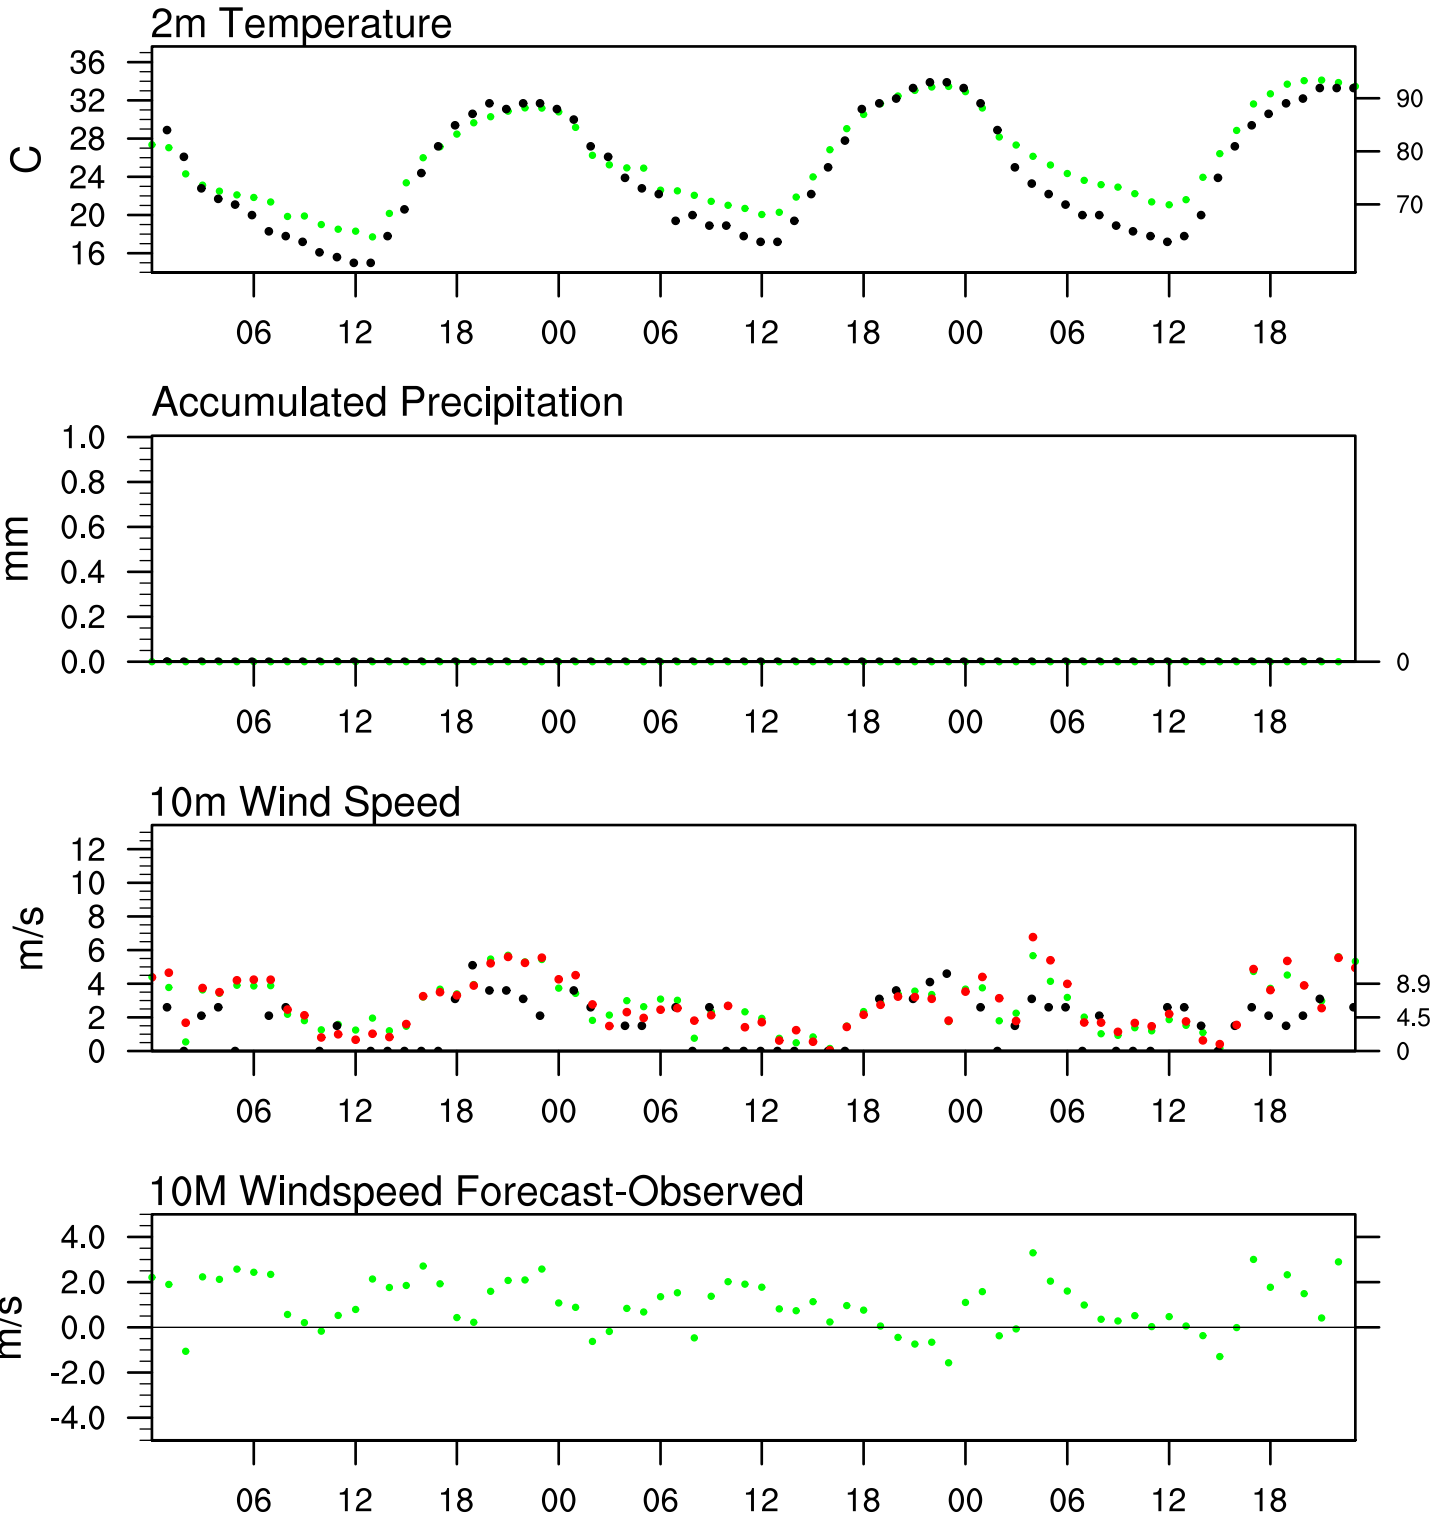 2m Temperature
36
32
28
24
20
16
C
90
80
70
06 12 18 00 06 12 18 00 06 12 18
Accumulated Precipitation
1.0
0.8
0.6
0.4
0.2
0.0
mm
0
06 12 18 00 06 12 18 00 06 12 18
10m Wind Speed
12
10
8
6
4
2
0
m/s
8.9
4.5
0
06 12 18 00 06 12 18 00 06 12 18
10M Windspeed Forecast-Observed
4.0
2.0
0.0
-2.0
-4.0
m/s
06 12 18 00 06 12 18 00 06 12 18